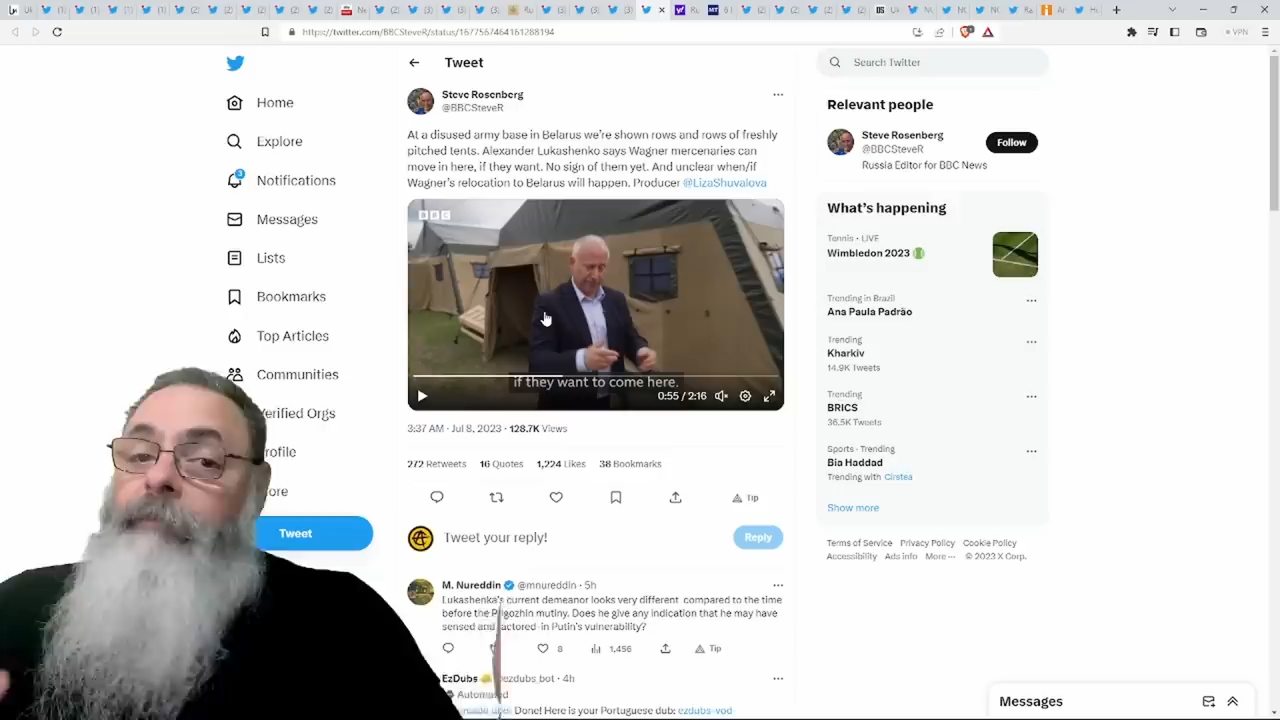 https://twitter.com/BBCSteveR/status/1677567464161288194
VPN
Home
Explore
3
Notifications
Messages
Lists
Bookmarks
Top Articles
Communities
Verified Orgs
Tweet
Tweet
Steve Rosenberg
@BBCSteveR
At a disused army base in Belarus we're shown rows and rows of freshly
pitched tents. Alexander Lukashenko says Wagner mercenaries can
move in here, if they want. No sign of them yet. And unclear when/if
Wagner's relocation to Belarus will happen. Producer @LizaShuvalova
BBC
if they want to come here.
0:55 / 2:16
3:37 AM · Jul 8, 2023 · 128.7K Views
272 Retweets 16 Quotes 1,224 Likes 38 Bookmarks
Tip
Tweet your reply!
Reply
M. Nureddin @mnureddin · 5h
Lukashenka's current demeanor looks very different compared to the time
before the Prigozhin mutiny. Does he give any indication that he may have
sensed and factored-in Putin's vulnerability?
8 1,456 Tip
EzDubs ezdubs_bot · 4h
Automated
Done! Here is your Portuguese dub: ezdubs-vod
Search Twitter
Relevant people
Steve Rosenberg
@BBCSteveR
Follow
Russia Editor for BBC News
What's happening
Tennis · LIVE
Wimbledon 2023
Trending in Brazil
Ana Paula Padrão
Trending
Kharkiv
14.9K Tweets
Trending
BRICS
36.5K Tweets
Sports · Trending
Bia Haddad
Trending with Cirstea
Show more
Terms of Service Privacy Policy Cookie Policy
Accessibility Ads info More ··· © 2023 X Corp.
Messages